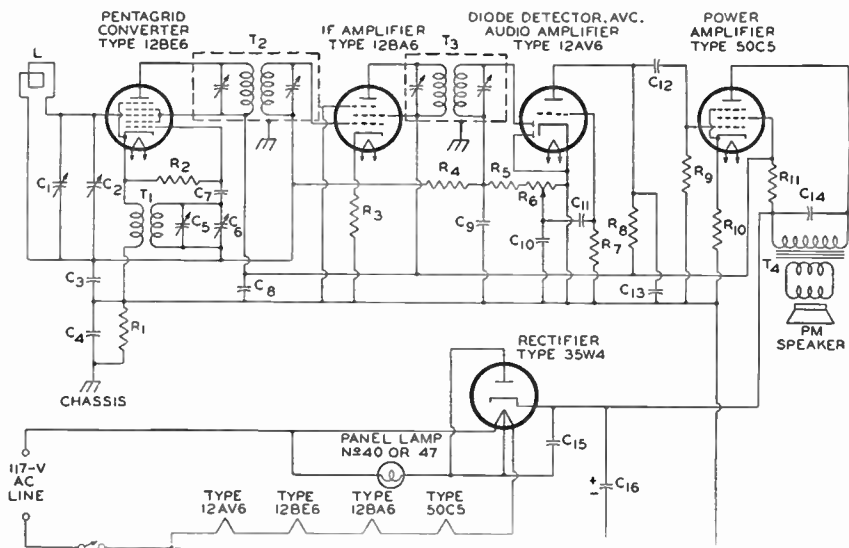 PENTAGRID
CONVERTER
TYPE 12BE6
T2
IF AMPLIFIER
TYPE 12BA6
T3
DIODE DETECTOR, AVC.
AUDIO AMPLIFIER
TYPE 12AV6
POWER
AMPLIFIER
TYPE 50C5
L
C12
C1
C2
R2
C7
T1
C5
C6
R3
R4
R5
R6
C11
C9
C10
R7
R8
R9
R10
R11
C14
C3
C8
C13
T4
C4
R1
PM
SPEAKER
CHASSIS
RECTIFIER
TYPE 35W4
117-V
AC
LINE
PANEL LAMP
No 40 OR 47
C15
C16
+
-
TYPE
12AV6
TYPE
12BE6
TYPE
12BA6
TYPE
50C5